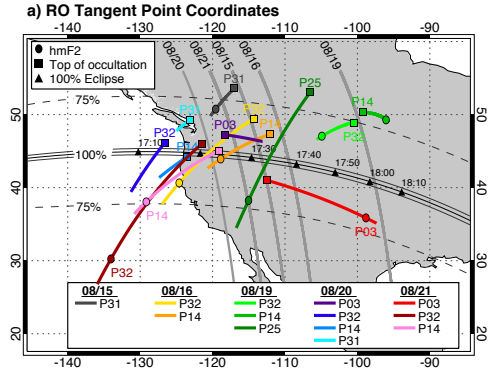 a) RO Tangent Point Coordinates
-140 -130 -120 -110 -100 -90
hmF2
Top of occultation
100% Eclipse
08/20
08/21
08/15
08/16
08/19
P31
P25
75%
P32
P14
50
50
P31
P03
P14
P32
P32
17:10
P14
17:30
17:40
17:50
18:00
18:10
100%
40
40
75%
P14
P03
P32
30
30
08/15 08/16 08/19 08/20 08/21
P31 P32 P32 P03 P03
P14 P14 P32 P32
P25 P14 P14
P31
20
20
-140 -130 -120 -110 -100 -90